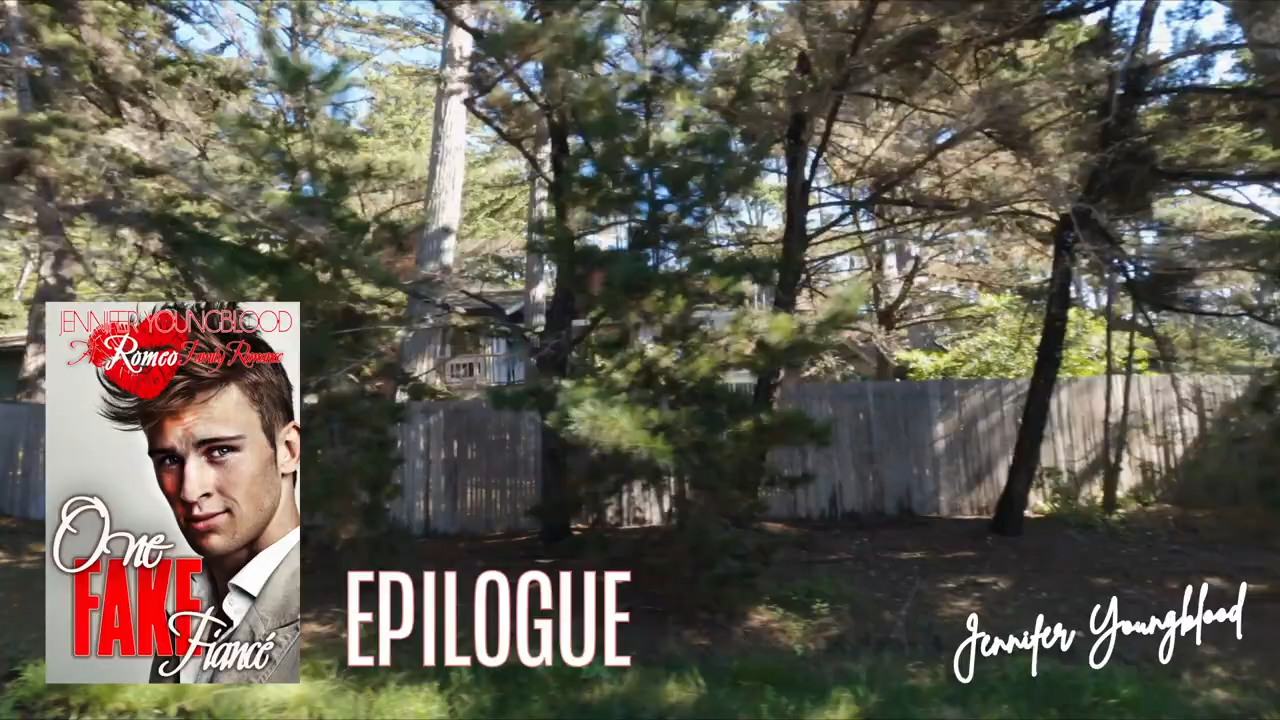 JENNIFER YOUNGBLOOD
A Romeo Family Romance
One
FAKE
Fiancé
EPILOGUE
Jennifer Youngblood